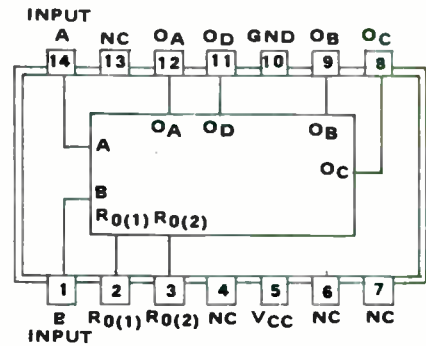 INPUT
A NC OA OD GND OB OC
14 13 12 11 10 9 8
OA OD OB
A
OC
B
R0(1) R0(2)
1 2 3 4 5 6 7
B R0(1) R0(2) NC VCC NC NC
INPUT